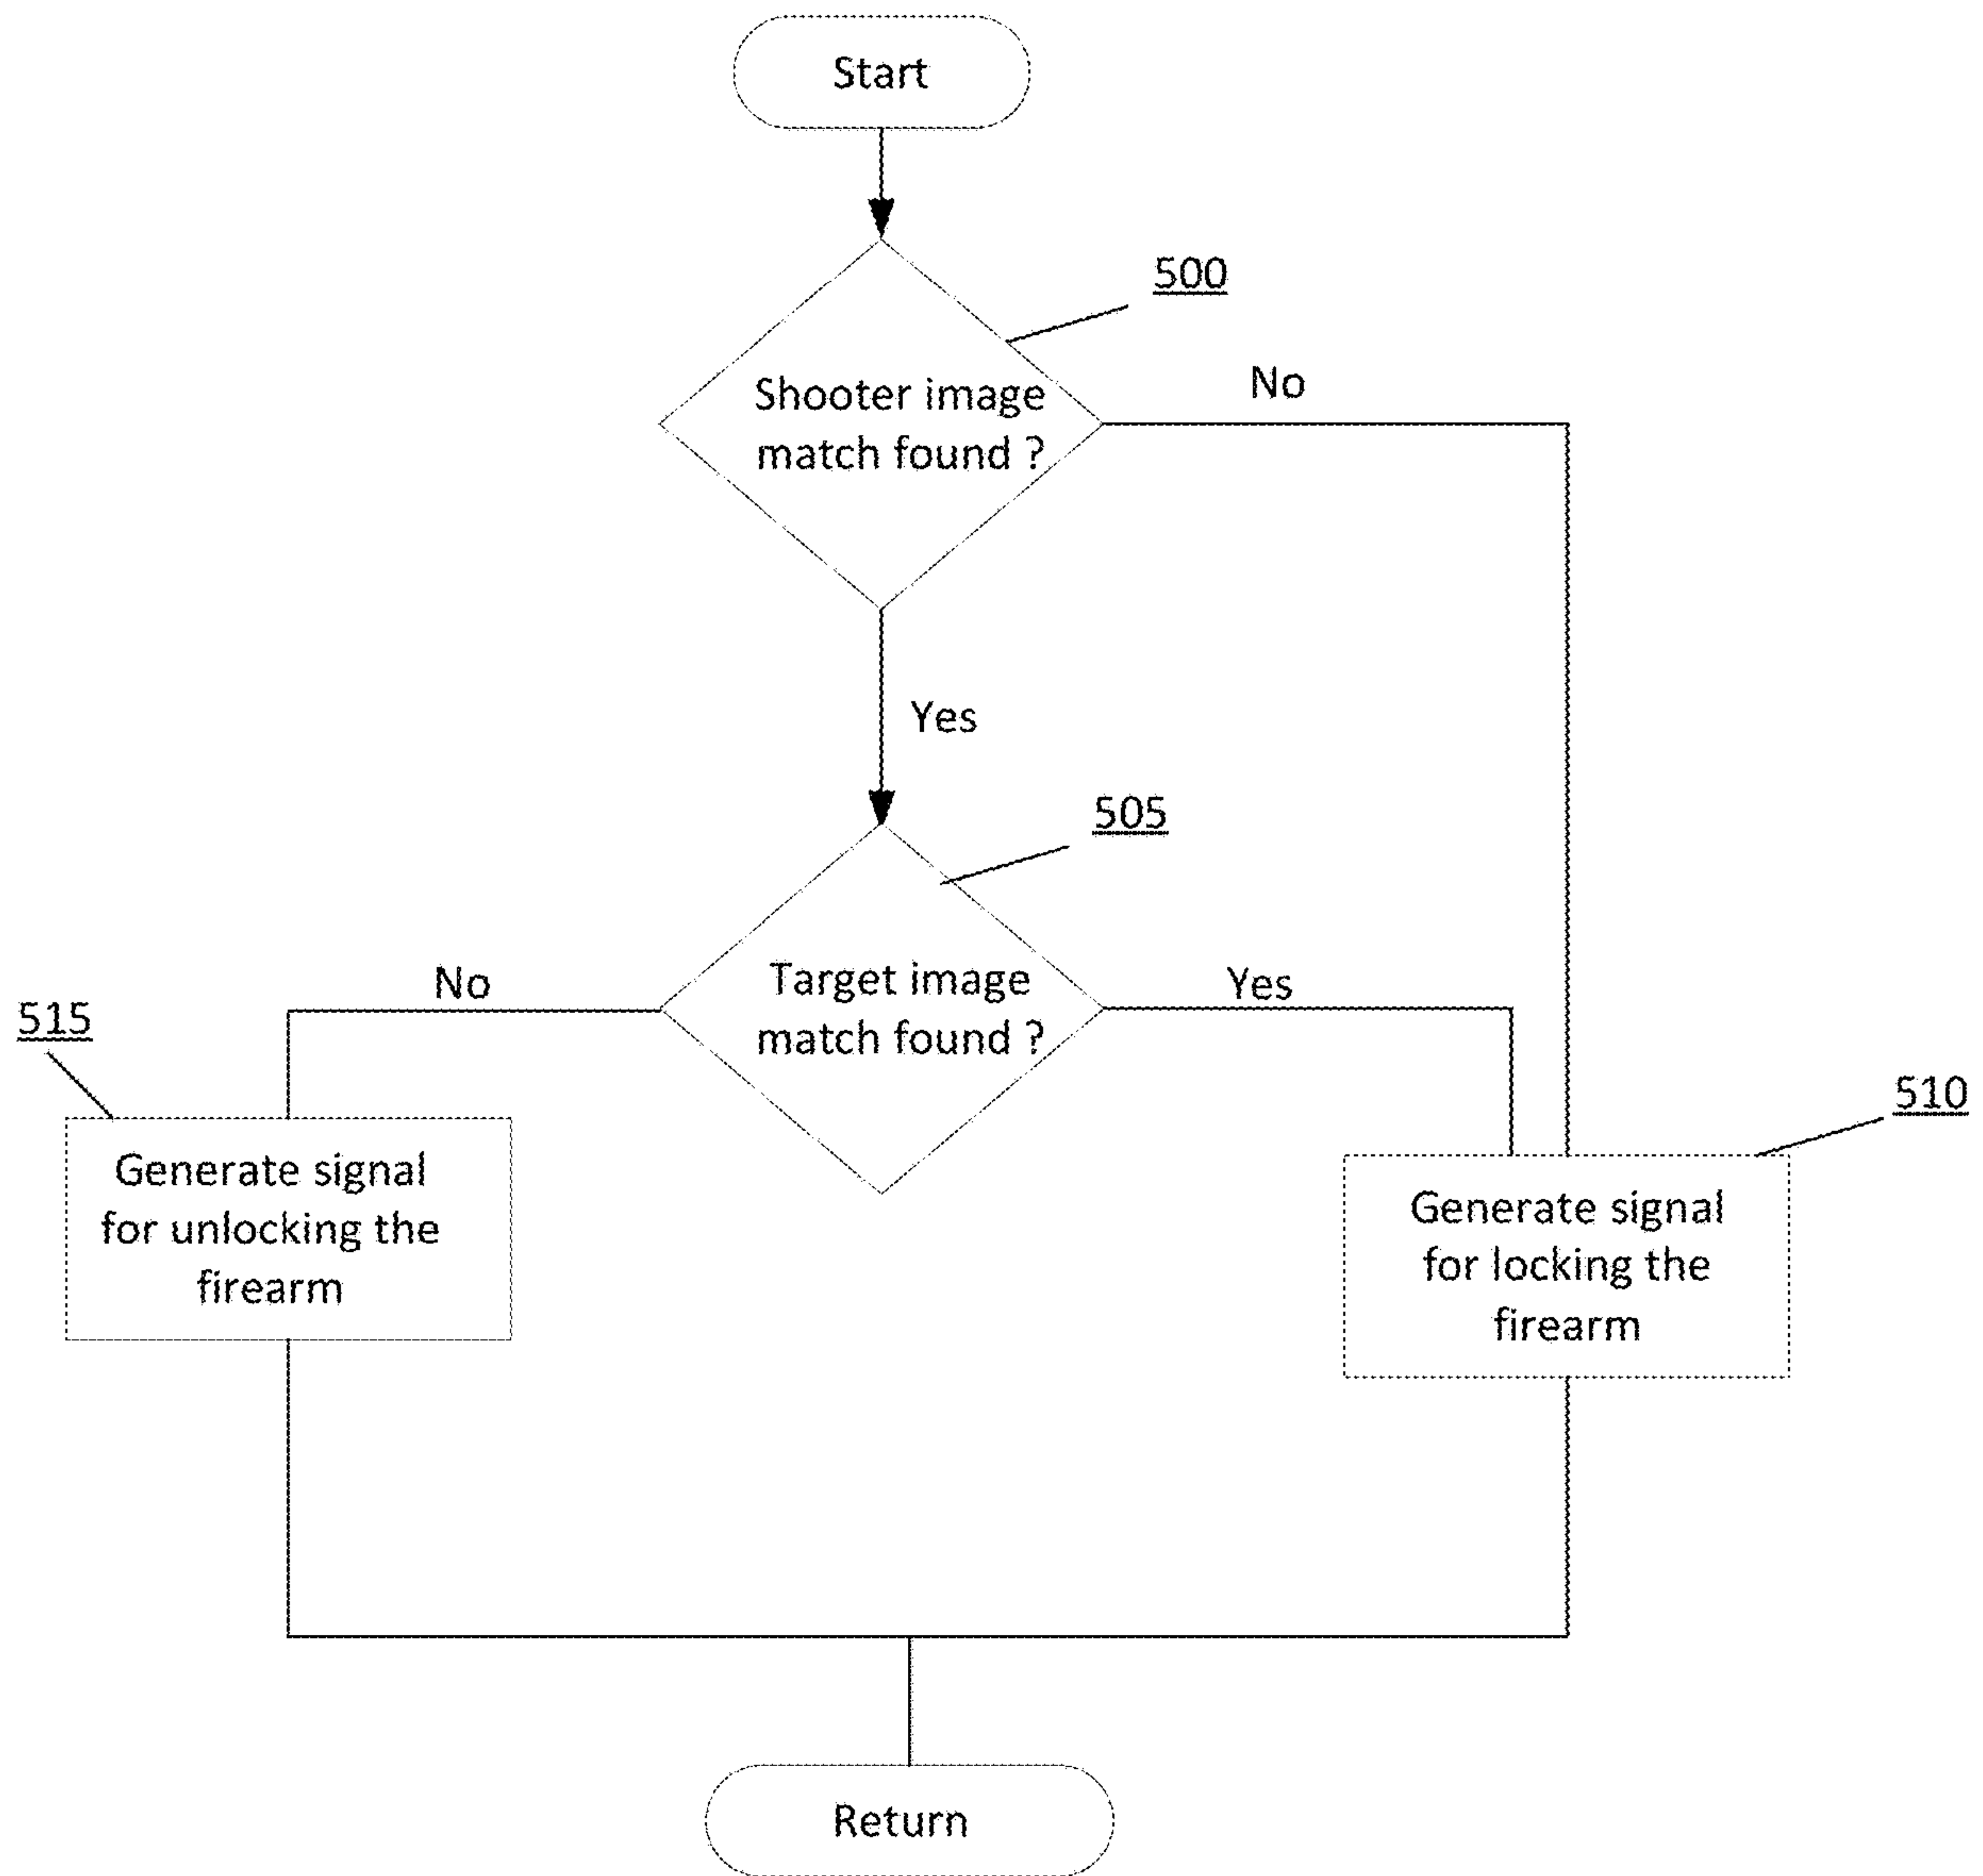 Start
500
Shooter image
match found ?
No
Yes
505
Target image
match found ?
No
Yes
515
Generate signal
for unlocking the
firearm
510
Generate signal
for locking the
firearm
Return